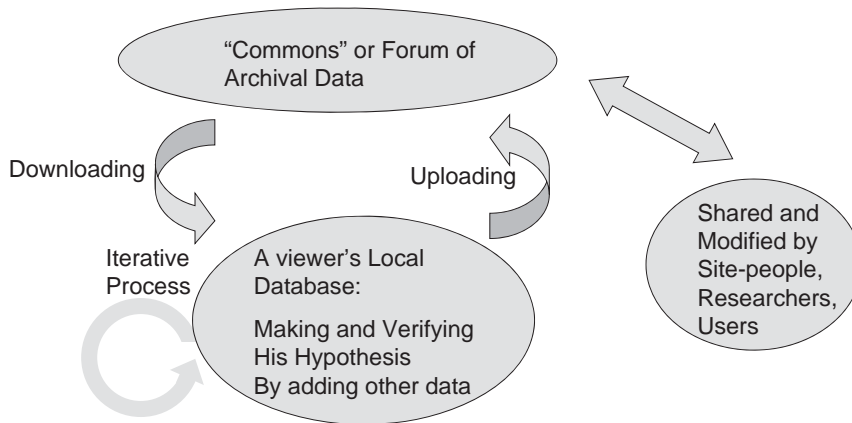 “Commons” or Forum of
Archival Data
Downloading
Uploading
Iterative
Process
A viewer’s Local
Database:
Making and Verifying
His Hypothesis
By adding other data
Shared and
Modified by
Site-people,
Researchers,
Users